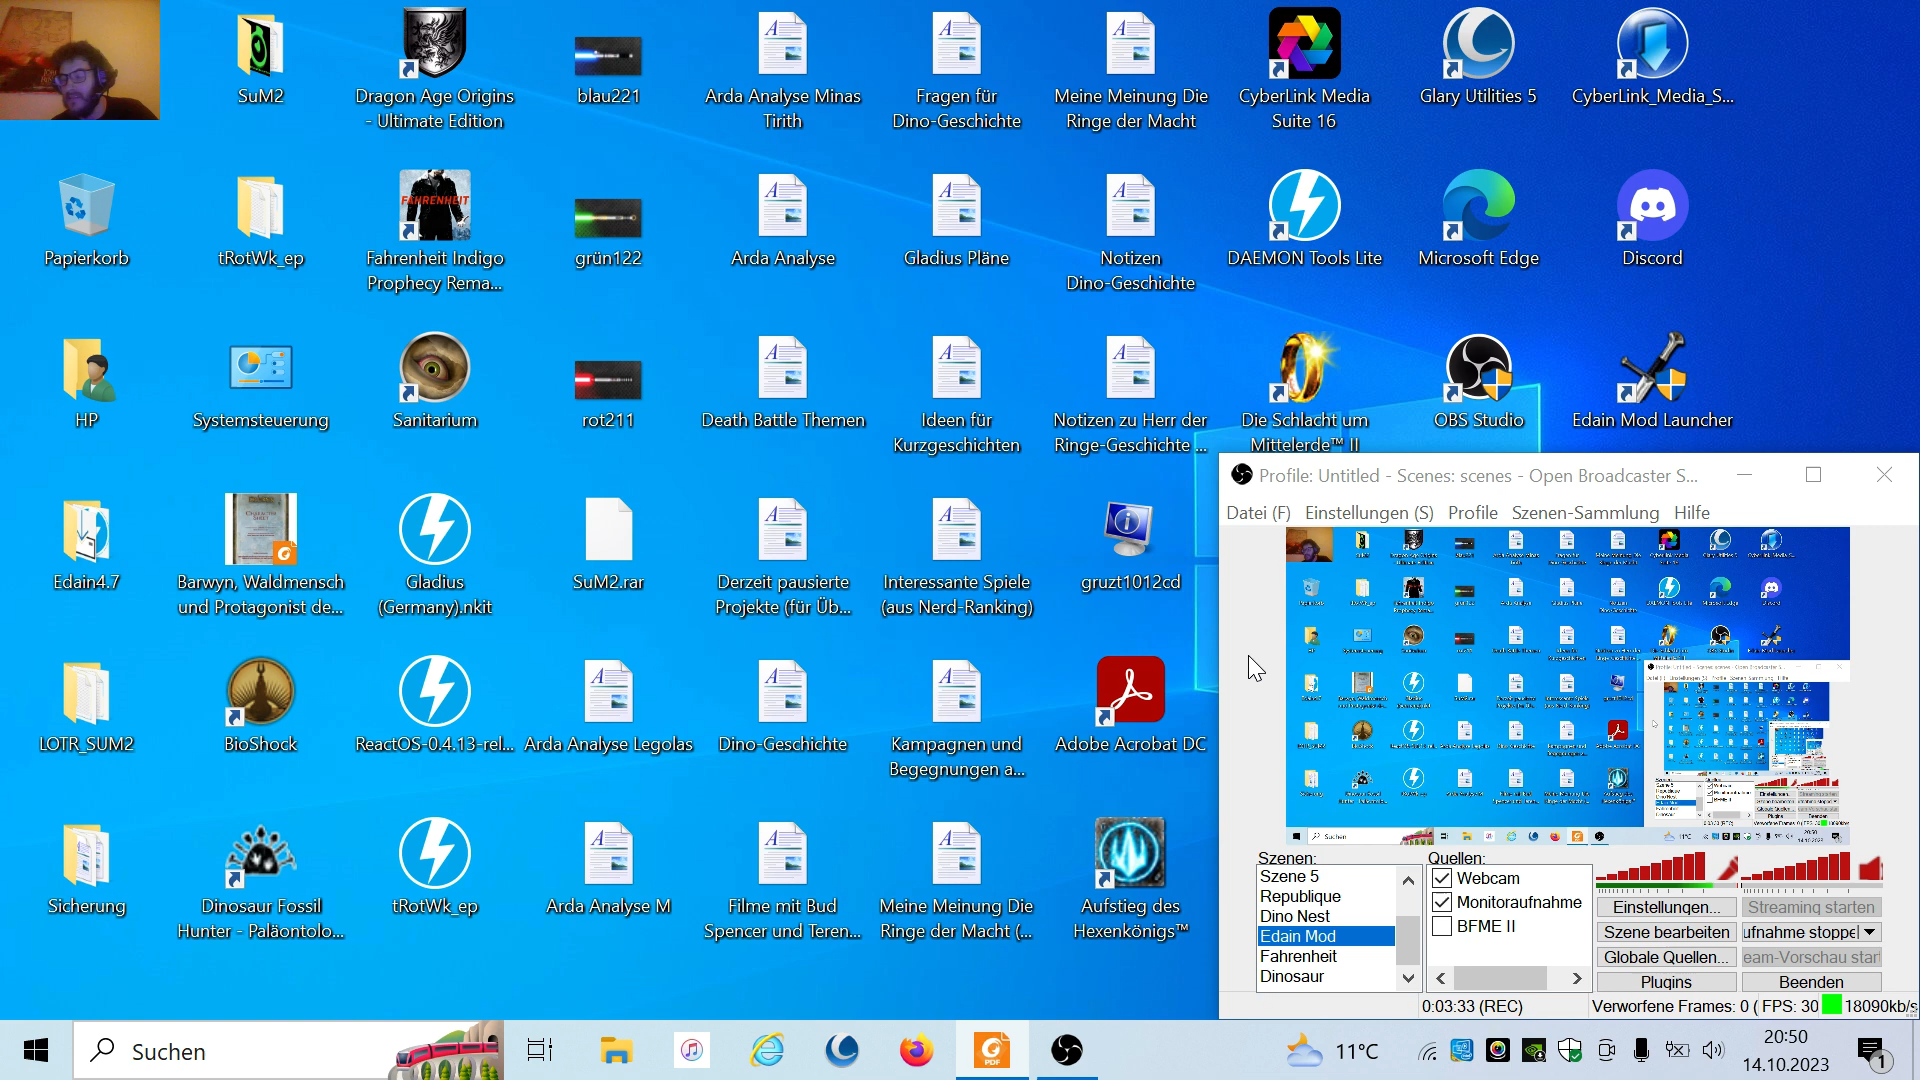 SuM2
Dragon Age Origins
- Ultimate Edition
blau221
Arda Analyse Minas
Tirith
Fragen für
Dino-Geschichte
Meine Meinung Die
Ringe der Macht
CyberLink Media
Suite 16
Glary Utilities 5
CyberLink_Media_S...
Papierkorb
tRotWk_ep
FAHRENHEIT
Fahrenheit Indigo
Prophecy Rema...
grün122
Arda Analyse
Gladius Pläne
Notizen
Dino-Geschichte
DAEMON Tools Lite
Microsoft Edge
Discord
HP
Systemsteuerung
Sanitarium
rot211
Death Battle Themen
Ideen für
Kurzgeschichten
Notizen zu Herr der
Ringe-Geschichte ...
Die Schlacht um
Mittelerde™ II
OBS Studio
Edain Mod Launcher
Edain4.7
Barwyn, Waldmensch
und Protagonist de...
Gladius
(Germany).nkit
SuM2.rar
Derzeit pausierte
Projekte (für Üb...
Interessante Spiele
(aus Nerd-Ranking)
gruzt1012cd
LOTR_SUM2
BioShock
ReactOS-0.4.13-rel...
Arda Analyse Legolas
Dino-Geschichte
Kampagnen und
Begegnungen a...
Adobe Acrobat DC
Sicherung
Dinosaur Fossil
Hunter - Paläontolo...
tRotWk_ep
Arda Analyse M
Filme mit Bud
Spencer und Teren...
Meine Meinung Die
Ringe der Macht (...
Aufstieg des
Hexenkönigs™
Profile: Untitled - Scenes: scenes - Open Broadcaster S...
Datei (F) Einstellungen (S) Profile Szenen-Sammlung Hilfe
Szenen:
Szene 5
Republique
Dino Nest
Edain Mod
Fahrenheit
Dinosaur
Quellen:
Webcam
Monitoraufnahme
BFME II
Einstellungen...
Streaming starten
Szene bearbeiten
ufnahme stoppe
Globale Quellen...
eam-Vorschau start
Plugins
Beenden
0:03:33 (REC)
Verworfene Frames: 0 (
FPS: 30
18090kb/s
Suchen
PDF
11°C
20:50
14.10.2023
1